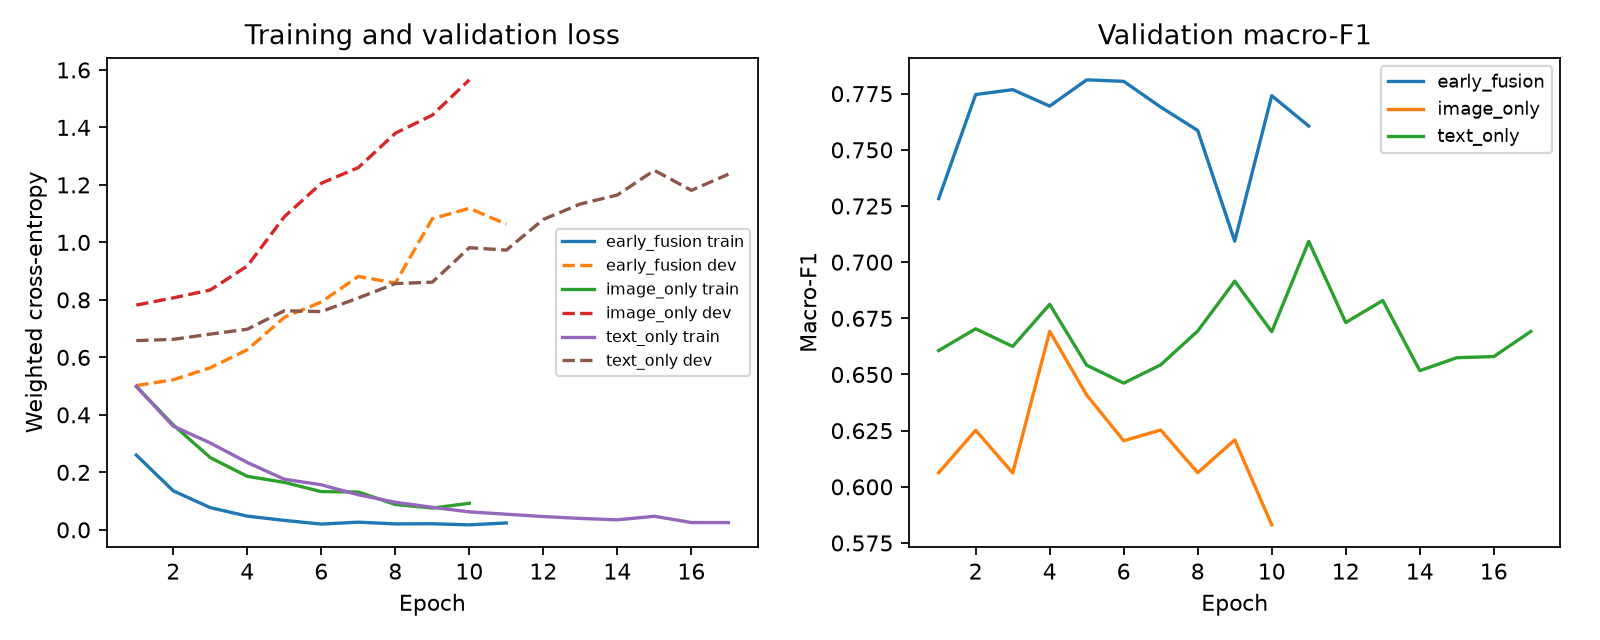 Training and validation loss
Weighted cross-entropy
1.6
1.4
1.2
1.0
0.8
0.6
0.4
0.2
0.0
early_fusion train
early_fusion dev
image_only train
image_only dev
text_only train
text_only dev
2 4 6 8 10 12 14 16
Epoch
Validation macro-F1
Macro-F1
0.775
0.750
0.725
0.700
0.675
0.650
0.625
0.600
0.575
early_fusion
image_only
text_only
2 4 6 8 10 12 14 16
Epoch